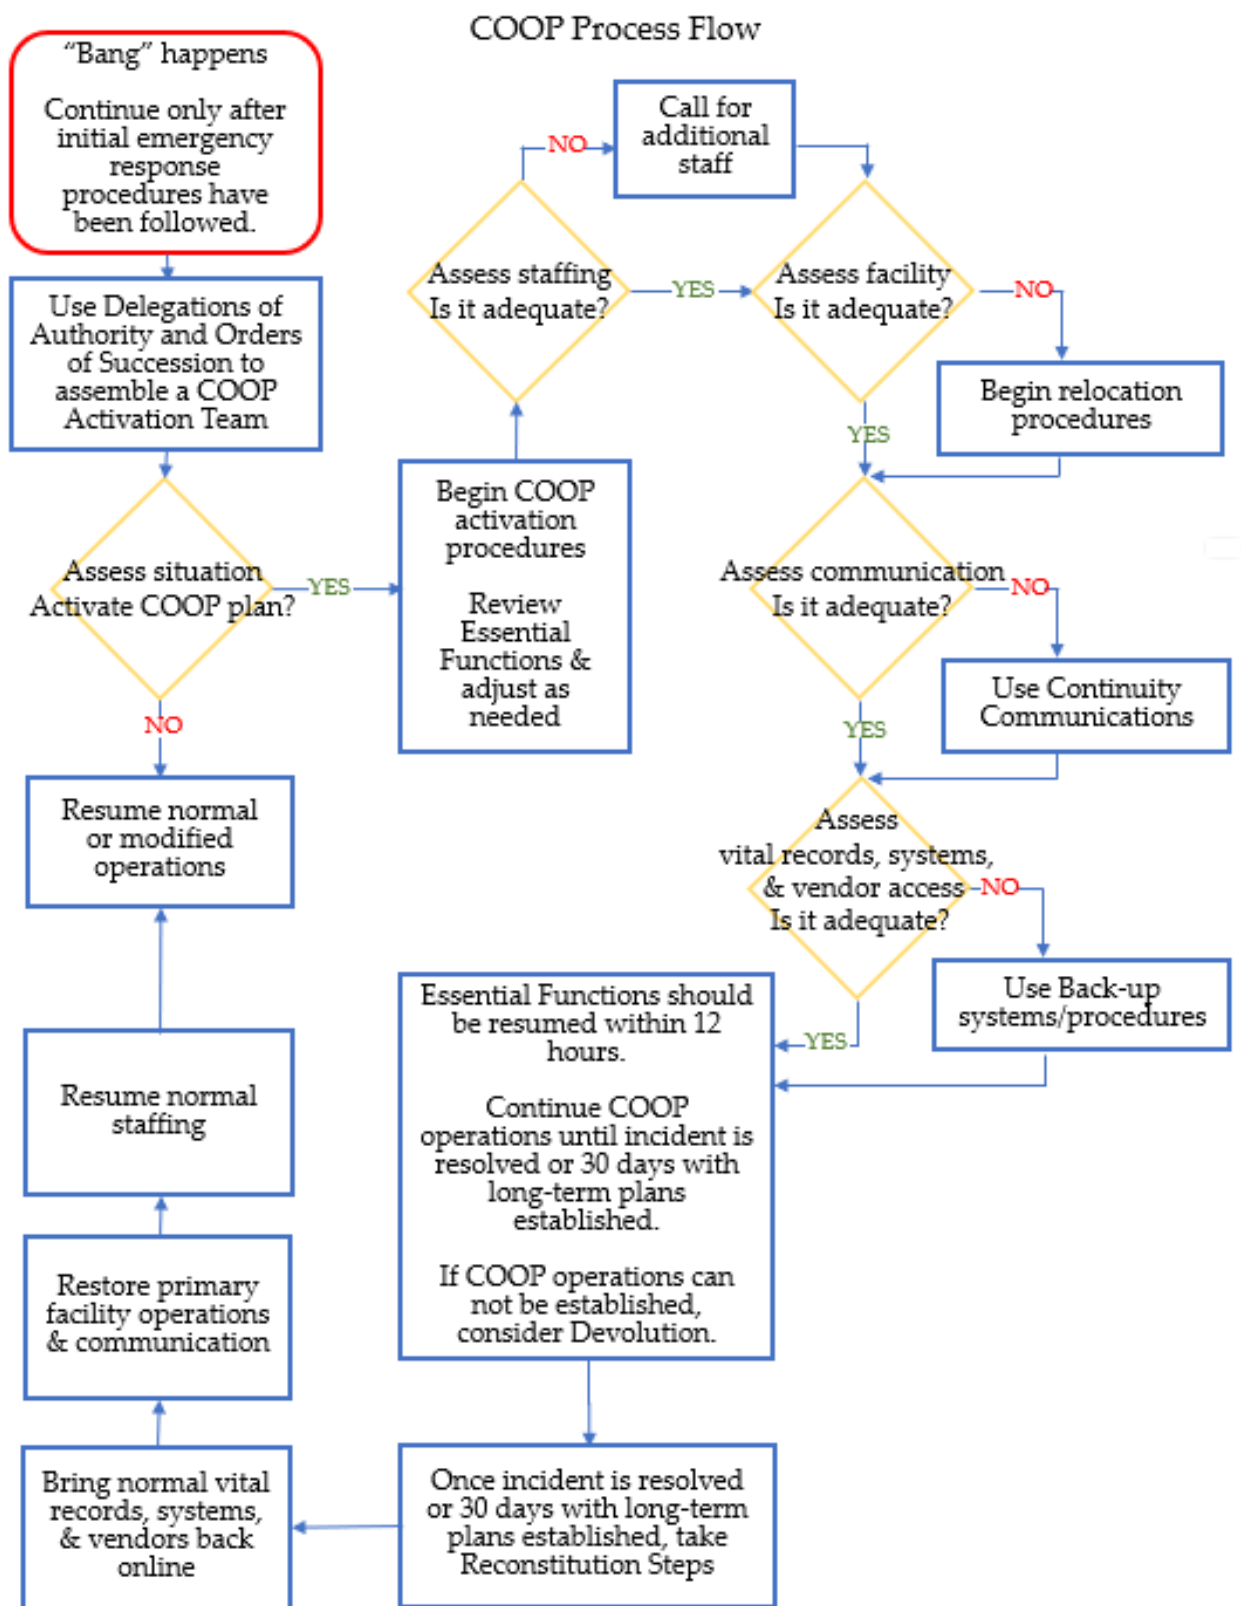 COOP Process Flow
“Bang” happens
Continue only after
initial emergency
response
procedures have
been followed.
Use Delegations of
Authority and Orders
of Succession to
assemble a COOP
Activation Team
Assess situation
Activate COOP plan?
YES
NO
Begin COOP
activation
procedures
Review
Essential
Functions &
adjust as
needed
Assess staffing
Is it adequate?
NO
Call for
additional
staff
YES
Assess facility
Is it adequate?
NO
Begin relocation
procedures
YES
Assess communication
Is it adequate?
NO
Use Continuity
Communications
YES
Assess
vital records, systems,
& vendor access
Is it adequate?
NO
Use Back-up
systems/procedures
YES
Essential Functions should
be resumed within 12
hours.
Continue COOP
operations until incident is
resolved or 30 days with
long-term plans
established.
If COOP operations can
not be established,
consider Devolution.
Once incident is resolved
or 30 days with long-term
plans established, take
Reconstitution Steps
Bring normal vital
records, systems,
& vendors back
online
Restore primary
facility operations
& communication
Resume normal
staffing
Resume normal
or modified
operations